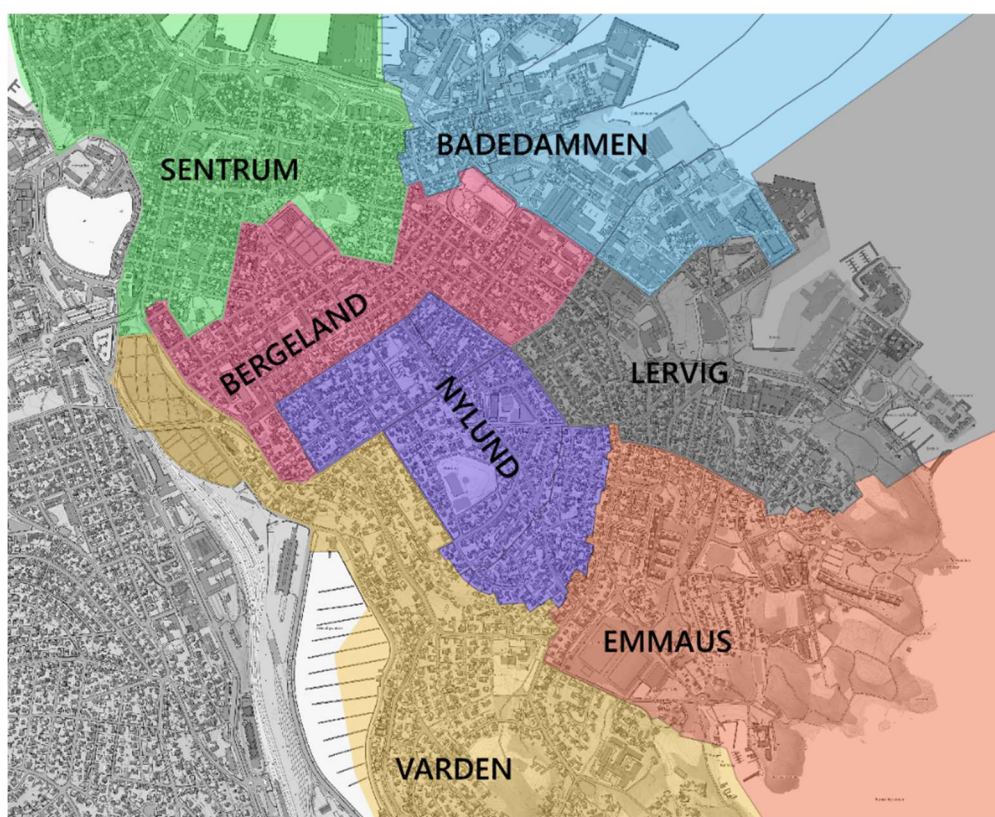 BADEDAMMEN
SENTRUM
BERGELAND
LERVIG
NYLUND
EMMAUS
VARDEN